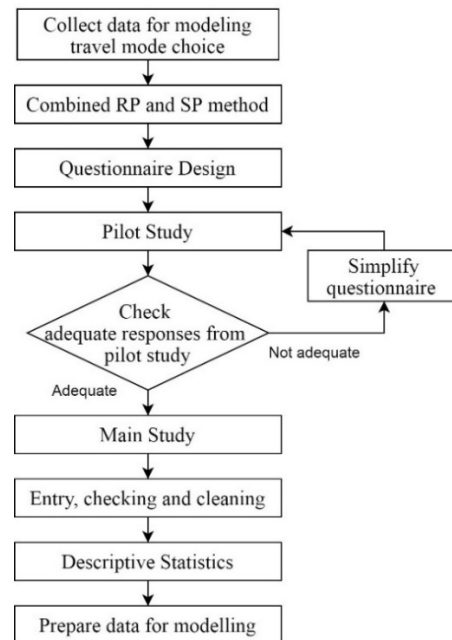 Collect data for modeling
travel mode choice
Combined RP and SP method
Questionnaire Design
Pilot Study
Simplify
questionnaire
Check
adequate responses from
pilot study
Not adequate
Adequate
Main Study
Entry, checking and cleaning
Descriptive Statistics
Prepare data for modelling